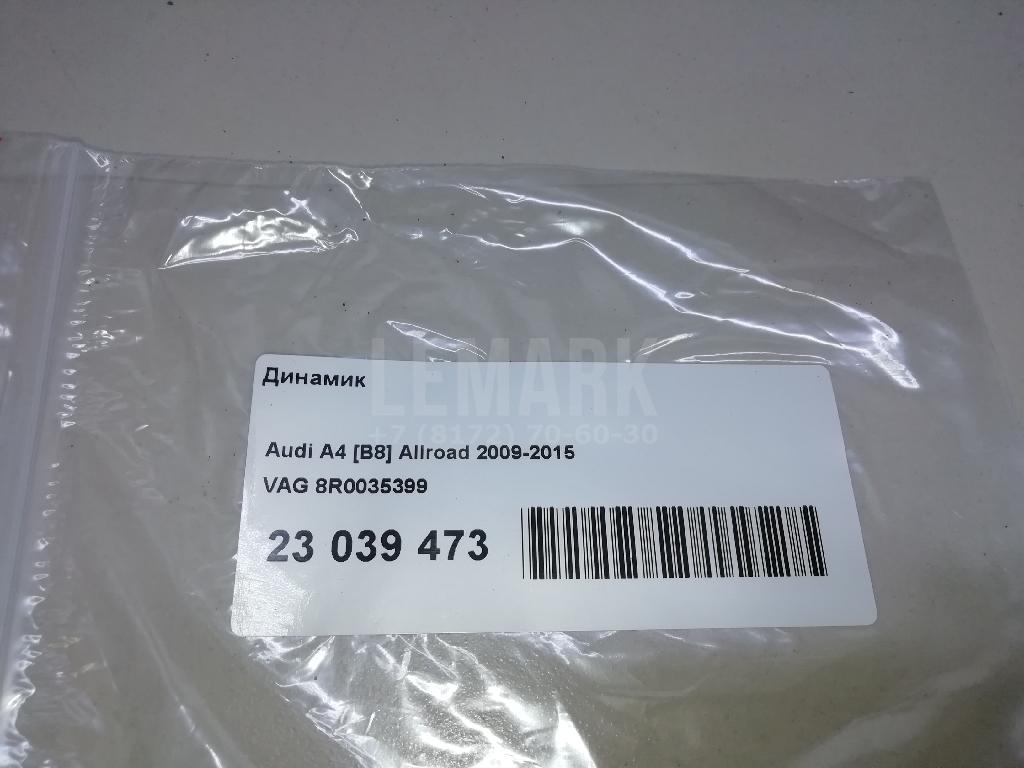 LEMARK
+7 (8172) 70-60-30
Динамик
Audi A4 [B8] Allroad 2009-2015
VAG 8R0035399
23 039 473